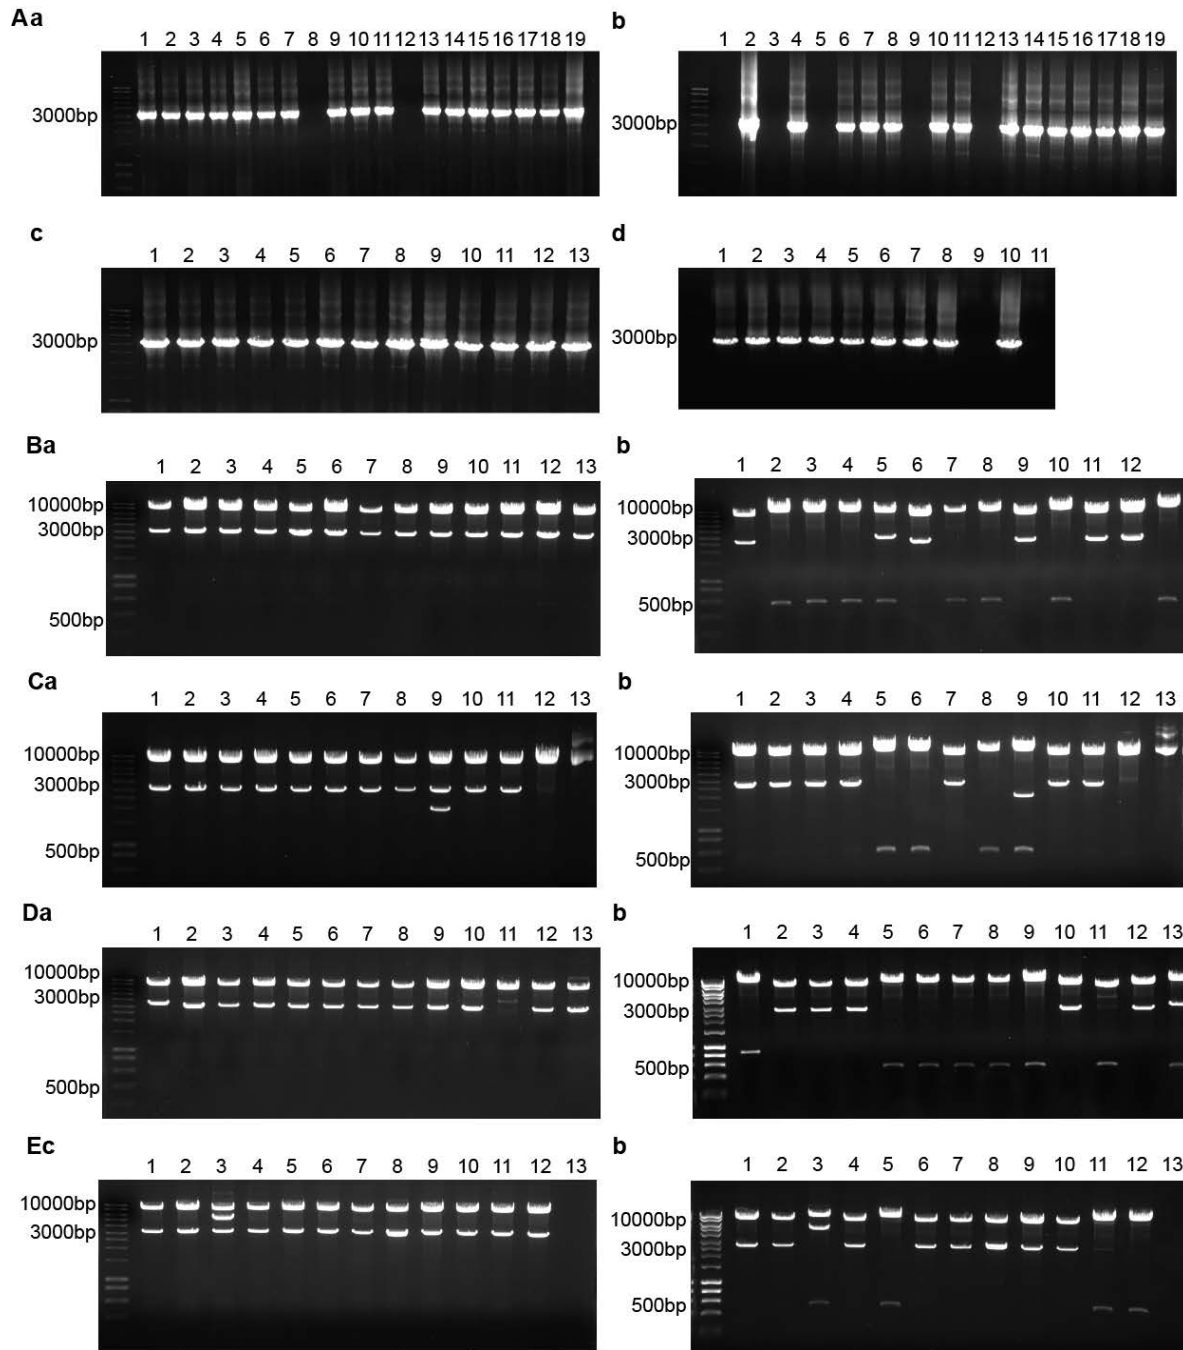 Aa
1 2 3 4 5 6 7 8 9 10 11 12 13 14 15 16 17 18 19
3000bp
b
1 2 3 4 5 6 7 8 9 10 11 12 13 14 15 16 17 18 19
3000bp
c
1 2 3 4 5 6 7 8 9 10 11 12 13
3000bp
d
1 2 3 4 5 6 7 8 9 10 11
3000bp
Ba
1 2 3 4 5 6 7 8 9 10 11 12 13
10000bp
3000bp
500bp
b
1 2 3 4 5 6 7 8 9 10 11 12
10000bp
3000bp
500bp
Ca
1 2 3 4 5 6 7 8 9 10 11 12 13
10000bp
3000bp
500bp
b
1 2 3 4 5 6 7 8 9 10 11 12 13
10000bp
3000bp
500bp
Da
1 2 3 4 5 6 7 8 9 10 11 12 13
10000bp
3000bp
500bp
b
1 2 3 4 5 6 7 8 9 10 11 12 13
10000bp
3000bp
500bp
Ec
1 2 3 4 5 6 7 8 9 10 11 12 13
10000bp
3000bp
b
1 2 3 4 5 6 7 8 9 10 11 12 13
10000bp
3000bp
500bp